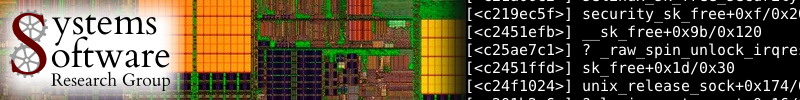 Systems
Software
Research Group
[<c219ec5f>] security_sk_free+0xf/0x20
[<c2451efb>] __sk_free+0x9b/0x120
[<c25ae7c1>] ? _raw_spin_unlock_irqre
[<c2451ffd>] sk_free+0x1d/0x30
[<c24f1024>] unix_release_sock+0x174/